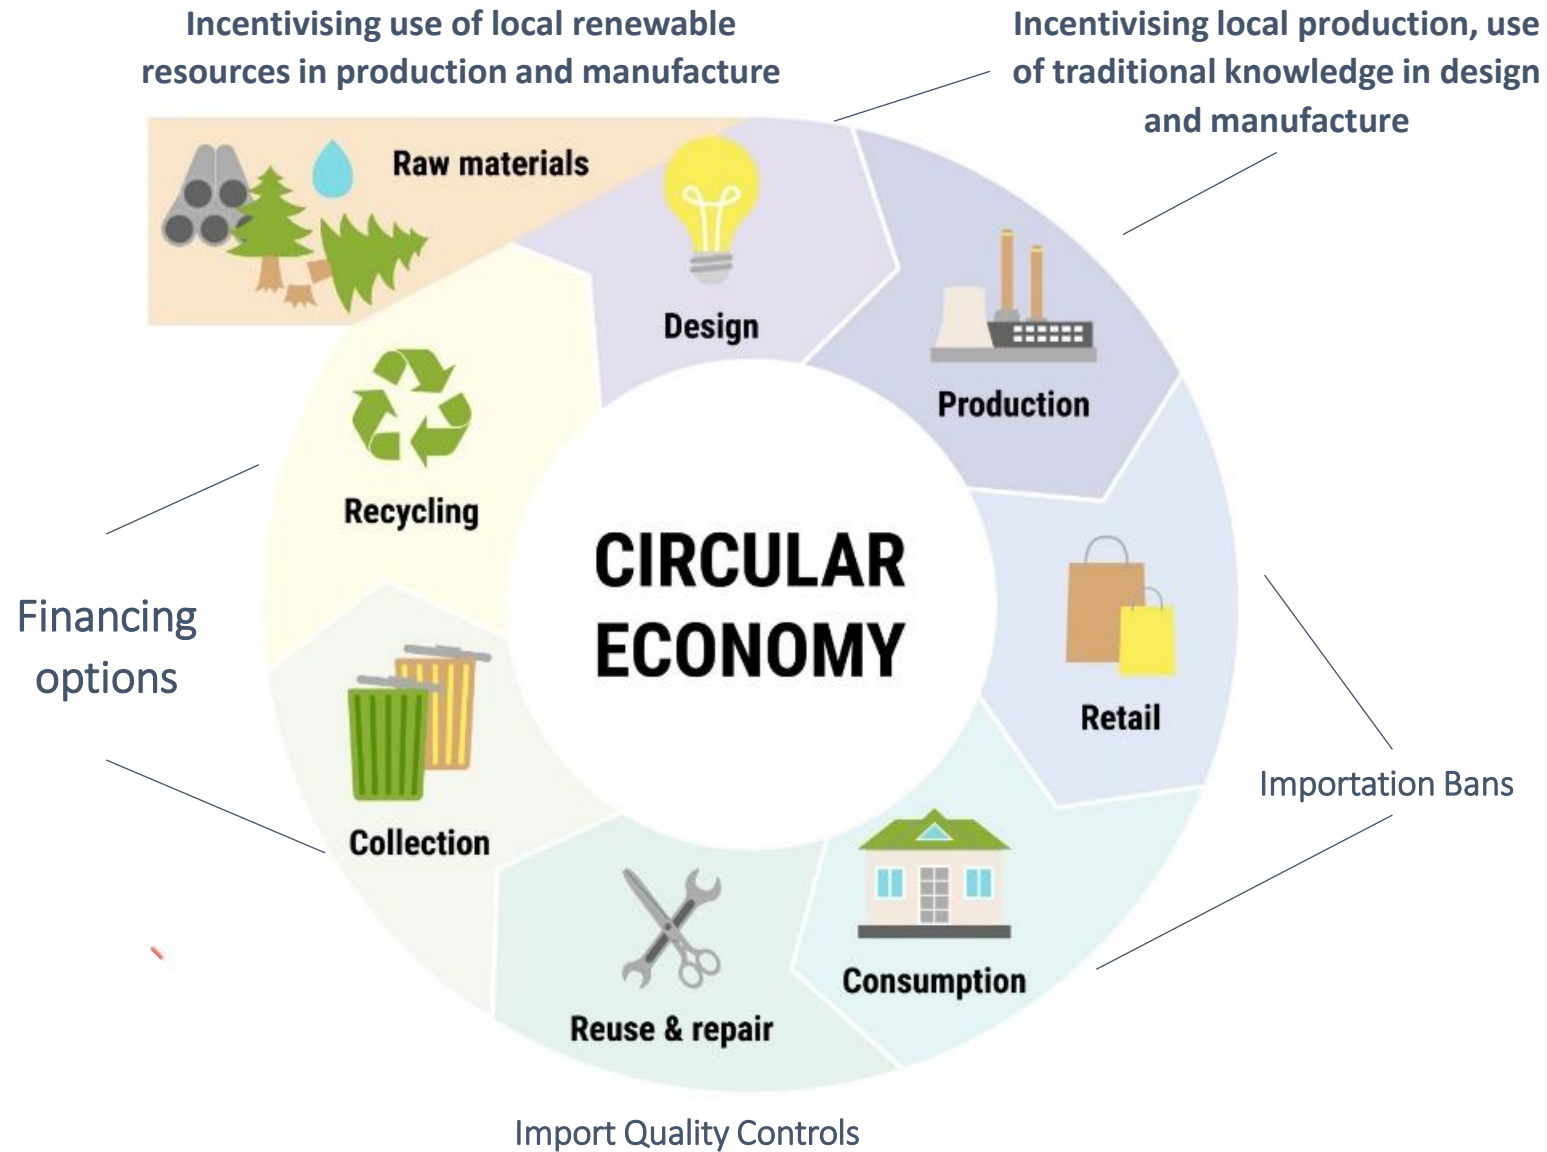 Incentivising use of local renewable
resources in production and manufacture
Incentivising local production, use
of traditional knowledge in design
and manufacture
Raw materials
Design
Production
Recycling
CIRCULAR
ECONOMY
Financing
options
Retail
Importation Bans
Collection
Consumption
Reuse & repair
Import Quality Controls